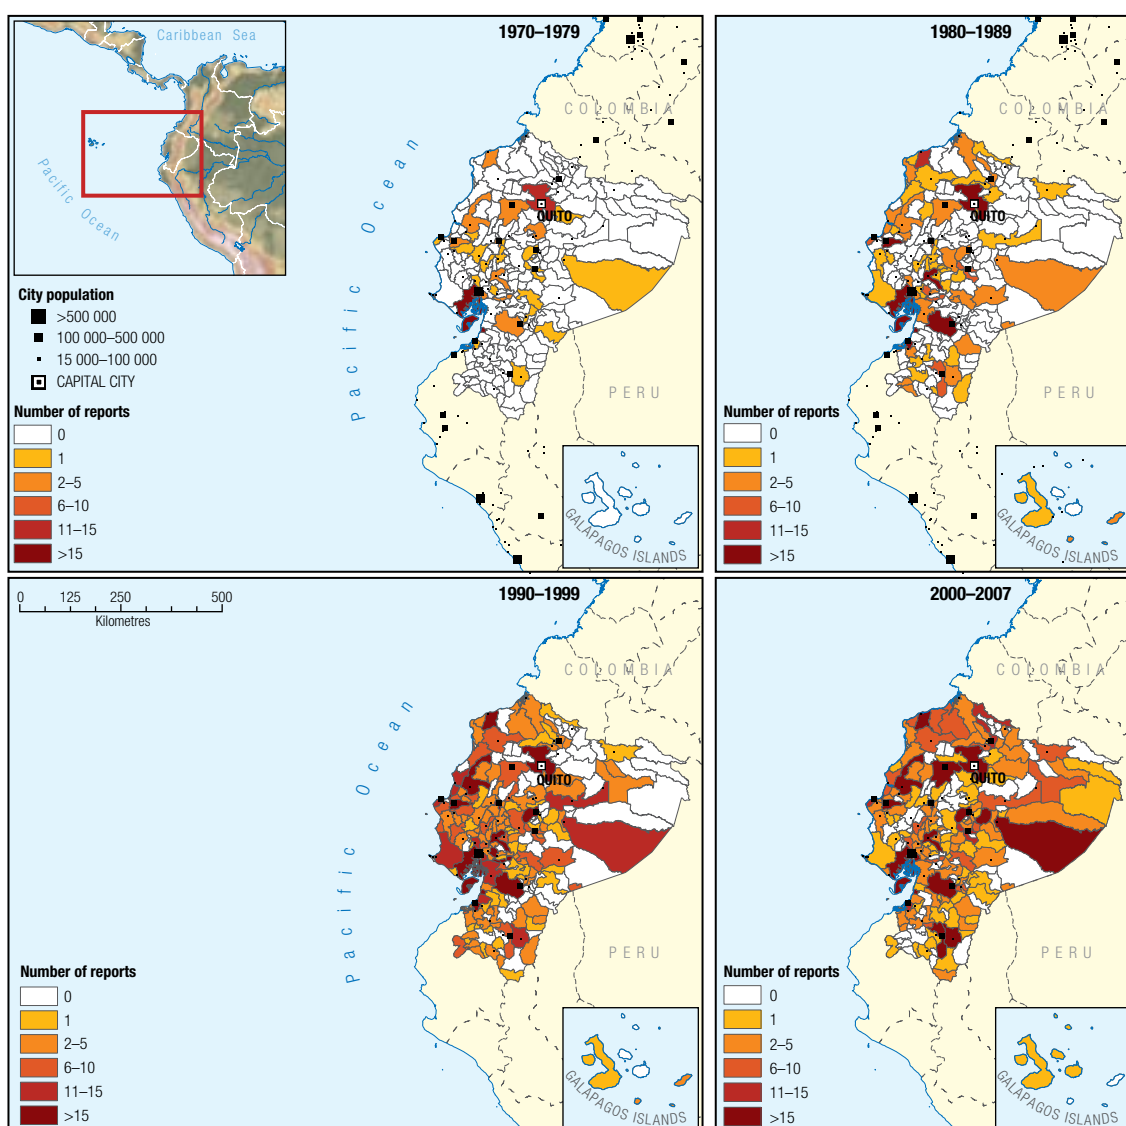 Caribbean Sea
Pacific Ocean
1970–1979
COLOMBIA
Pacific Ocean
QUITO
PERU
GALÁPAGOS ISLANDS
City population
>500 000
100 000–500 000
15 000–100 000
CAPITAL CITY
Number of reports
0
1
2–5
6–10
11–15
>15
1980–1989
COLOMBIA
QUITO
PERU
GALÁPAGOS ISLANDS
Number of reports
0
1
2–5
6–10
11–15
>15
0 125 250 500
Kilometres
1990–1999
COLOMBIA
Pacific Ocean
QUITO
PERU
GALÁPAGOS ISLANDS
Number of reports
0
1
2–5
6–10
11–15
>15
2000–2007
COLOMBIA
QUITO
PERU
GALÁPAGOS ISLANDS
Number of reports
0
1
2–5
6–10
11–15
>15